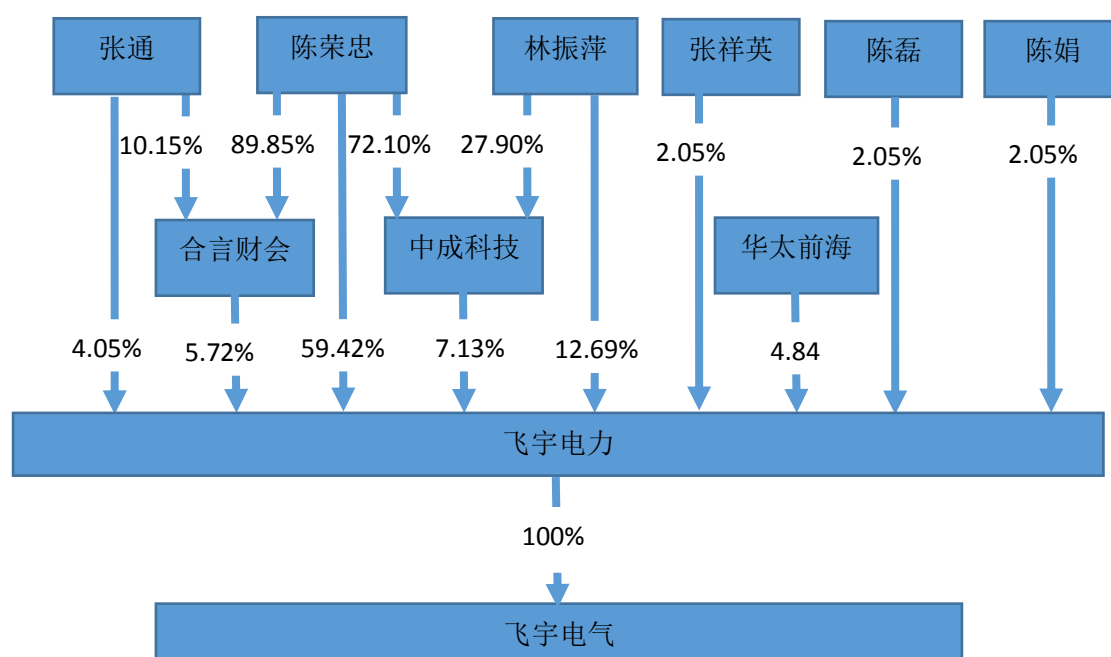 张通
陈荣忠
林振萍
张祥英
陈磊
陈娟
10.15%
89.85%
72.10%
27.90%
2.05%
2.05%
2.05%
合言财会
中成科技
华太前海
4.05%
5.72%
59.42%
7.13%
12.69%
4.84
飞宇电力
100%
飞宇电气